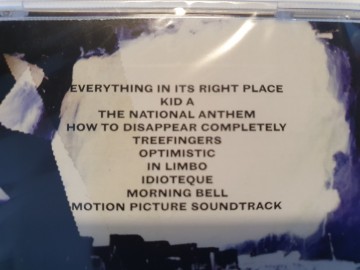 EVERYTHING IN ITS RIGHT PLACE
KID A
THE NATIONAL ANTHEM
HOW TO DISAPPEAR COMPLETELY
TREEFINGERS
OPTIMISTIC
IN LIMBO
IDIOTEQUE
MORNING BELL
MOTION PICTURE SOUNDTRACK